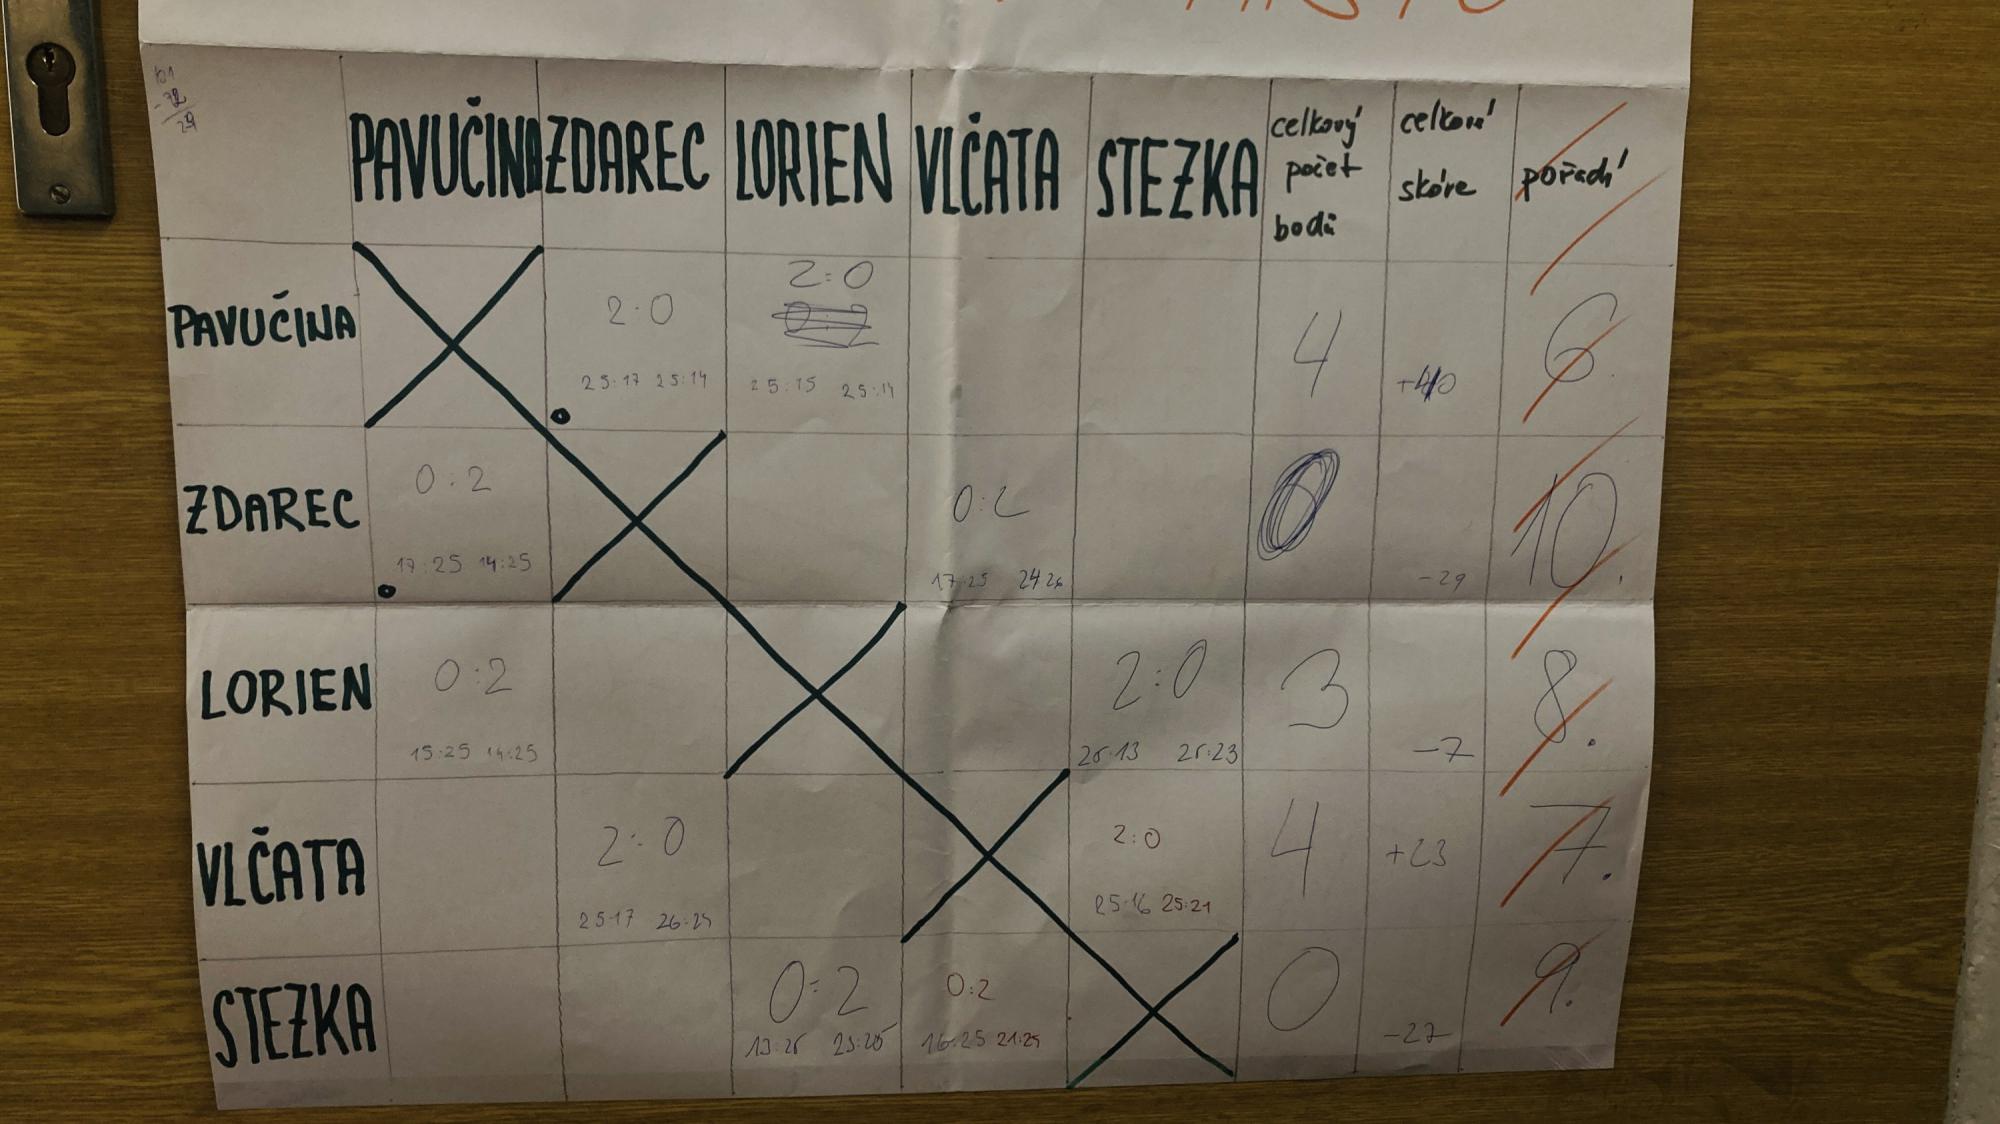 PAVUČINA ZDAREC LORIEN VLČATA STEZKA celkový počet bodů celkové skóre pořadí
PAVUČINA 2:0 2:0 4 +40 6.
25:17 25:14 25:15 25:14
ZDAREC 0:2 0:2 0 -29 10.
17:25 14:25 17:25 24:26
LORIEN 0:2 2:0 3 -7 8.
15:25 14:25 25:13 25:23
VLČATA 2:0 2:0 4 +23 7.
25:17 26:24 25:16 25:21
STEZKA 0:2 0:2 0 -27 9.
13:25 23:25 16:25 21:25